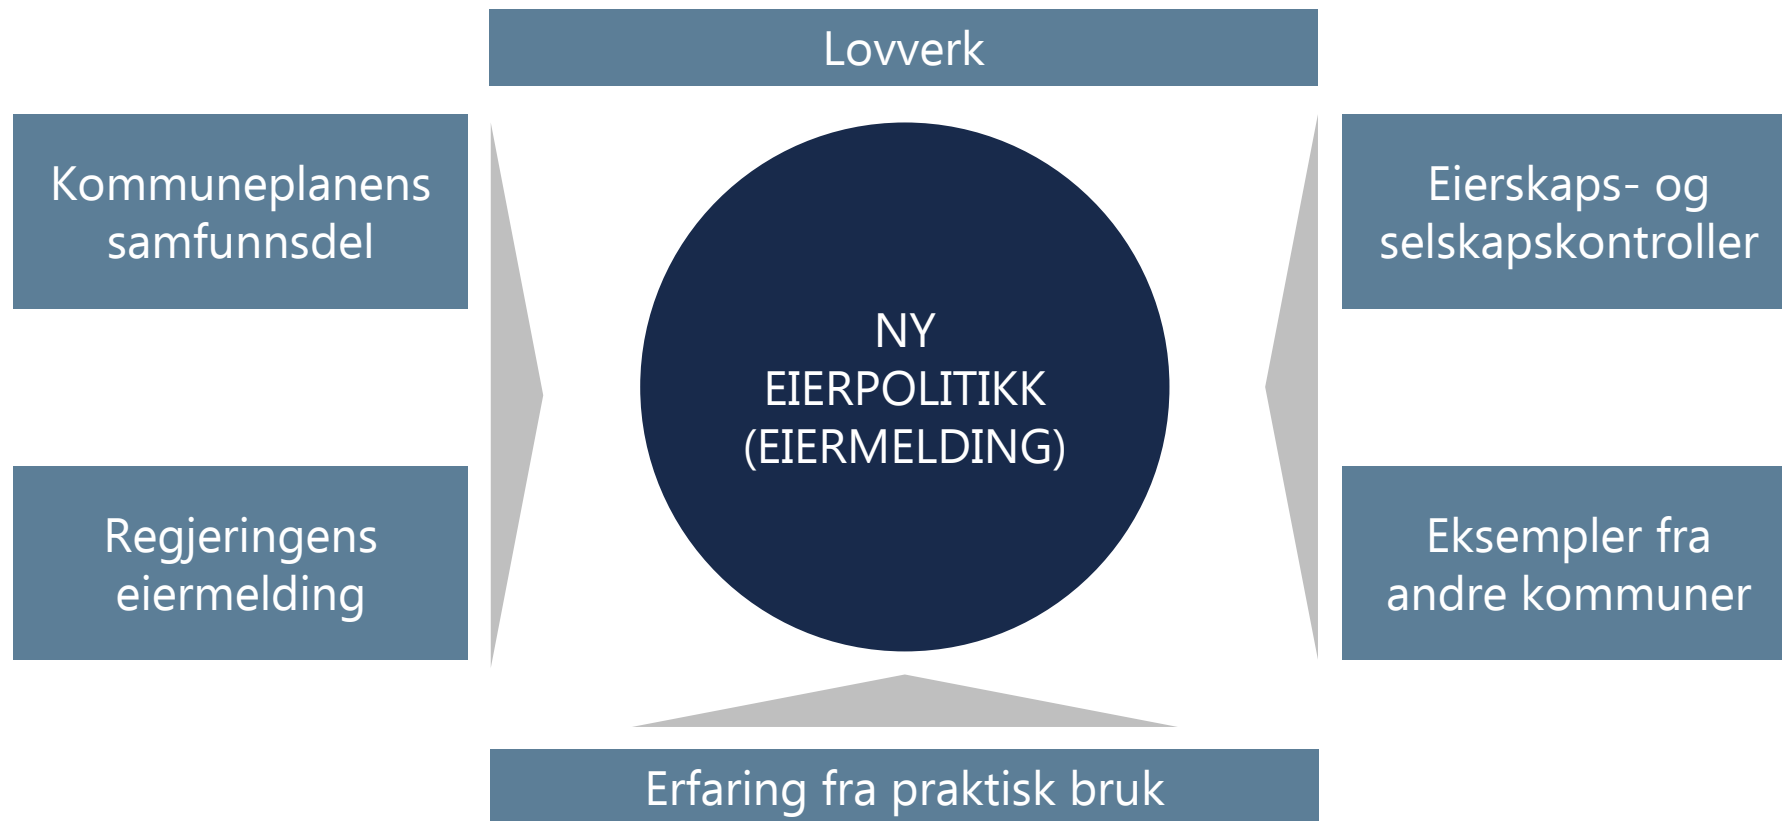 Lovverk
Kommuneplanens
samfunnsdel
Eierskaps- og
selskapskontroller
NY
EIERPOLITIKK
(EIERMELDING)
Regjeringens
eiermelding
Eksempler fra
andre kommuner
Erfaring fra praktisk bruk